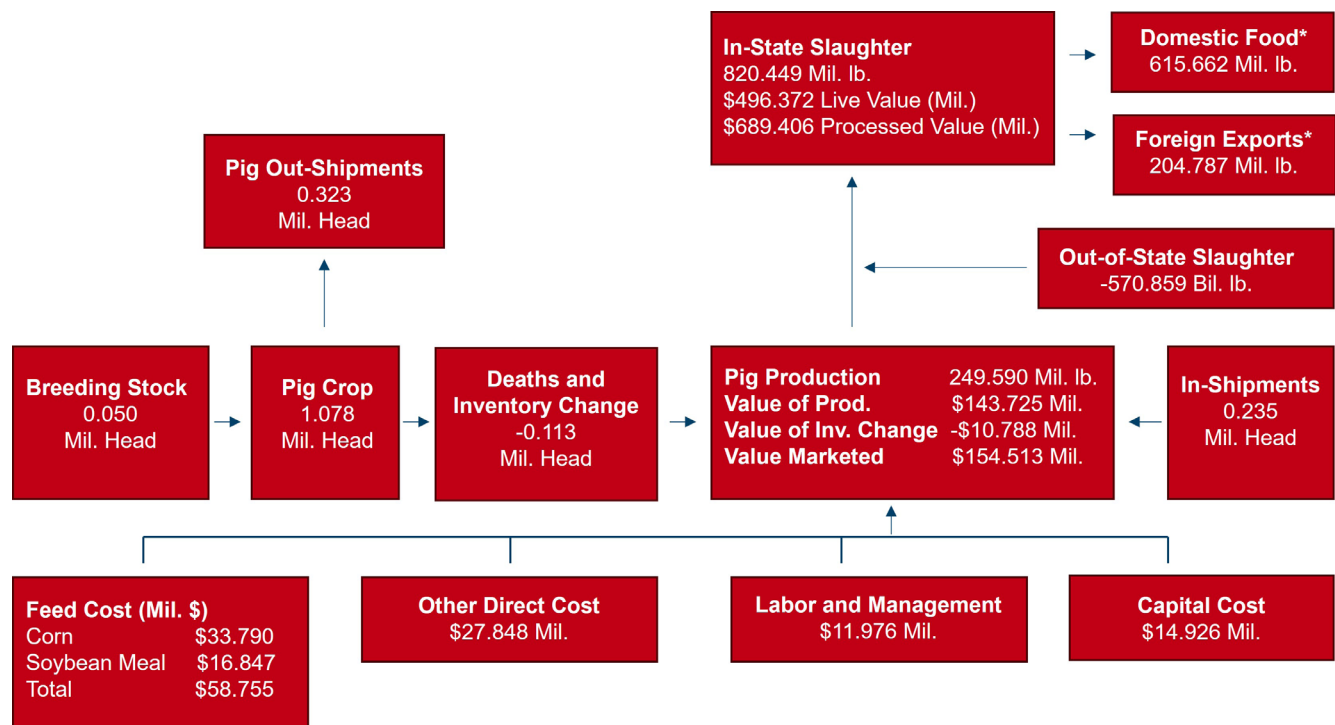 In-State Slaughter
820.449 Mil. lb.
$496.372 Live Value (Mil.)
$689.406 Processed Value (Mil.)
Domestic Food*
615.662 Mil. lb.
Foreign Exports*
204.787 Mil. lb.
Pig Out-Shipments
0.323
Mil. Head
Out-of-State Slaughter
-570.859 Bil. lb.
Breeding Stock
0.050
Mil. Head
Pig Crop
1.078
Mil. Head
Deaths and
Inventory Change
-0.113
Mil. Head
Pig Production 249.590 Mil. lb.
Value of Prod. $143.725 Mil.
Value of Inv. Change -$10.788 Mil.
Value Marketed $154.513 Mil.
In-Shipments
0.235
Mil. Head
Feed Cost (Mil. $)
Corn $33.790
Soybean Meal $16.847
Total $58.755
Other Direct Cost
$27.848 Mil.
Labor and Management
$11.976 Mil.
Capital Cost
$14.926 Mil.